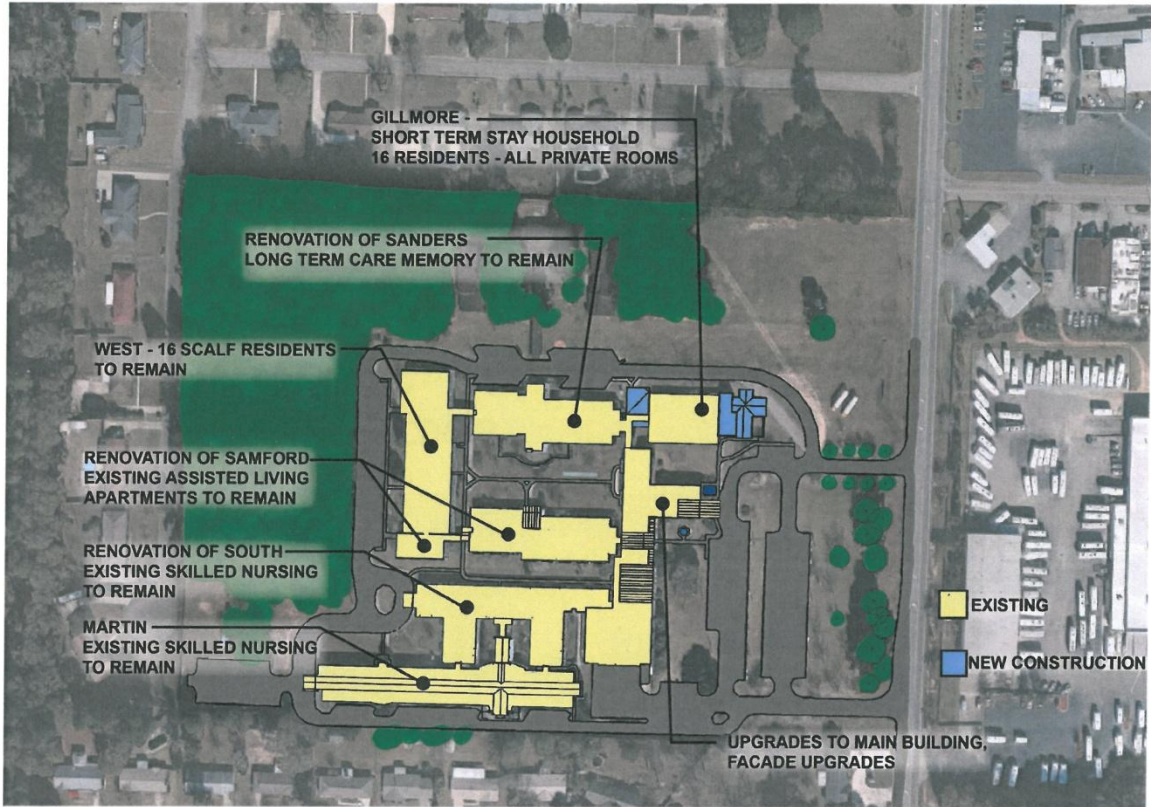 GILLMORE -
SHORT TERM STAY HOUSEHOLD
16 RESIDENTS - ALL PRIVATE ROOMS
RENOVATION OF SANDERS
LONG TERM CARE MEMORY TO REMAIN
WEST - 16 SCALF RESIDENTS
TO REMAIN
RENOVATION OF SAMFORD
EXISTING ASSISTED LIVING
APARTMENTS TO REMAIN
RENOVATION OF SOUTH
EXISTING SKILLED NURSING
TO REMAIN
MARTIN
EXISTING SKILLED NURSING
TO REMAIN
EXISTING
NEW CONSTRUCTION
UPGRADES TO MAIN BUILDING,
FACADE UPGRADES